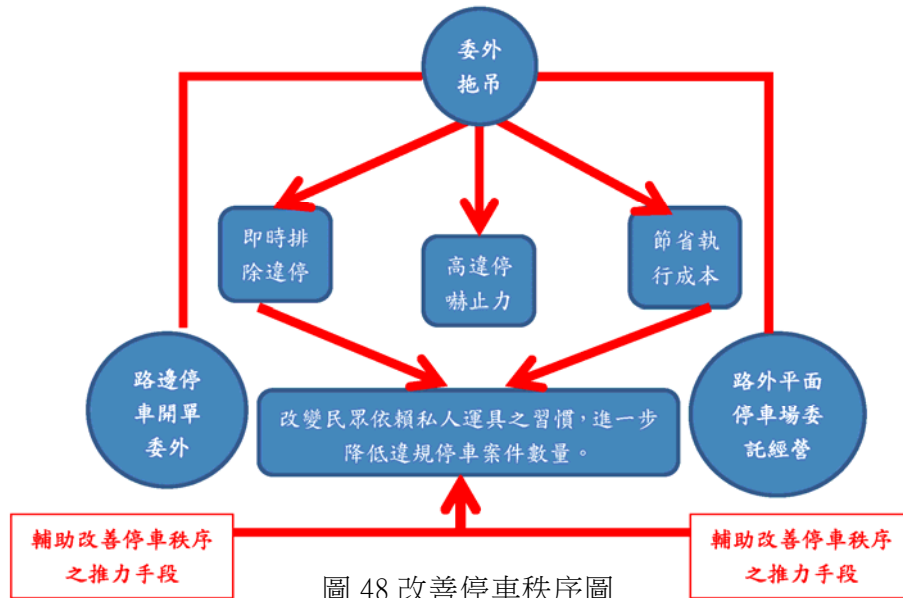 委外
拖吊
即時排
除違停
高違停
嚇止力
節省執
行成本
路邊停
車開單
委外
改變民眾依賴私人運具之習慣，進一步
降低違規停車案件數量。
路外平面
停車場委
託經營
輔助改善停車秩序
之推力手段
輔助改善停車秩序
之推力手段
圖 48 改善停車秩序圖